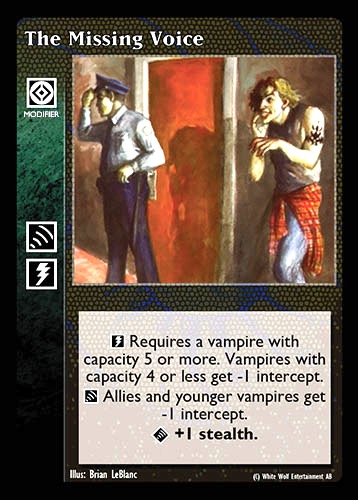 The Missing Voice
MODIFIER
Requires a vampire with
capacity 5 or more. Vampires with
capacity 4 or less get -1 intercept.
Allies and younger vampires get
-1 intercept.
+1 stealth.
Illus: Brian LeBlanc
(C) White Wolf Entertainment AB